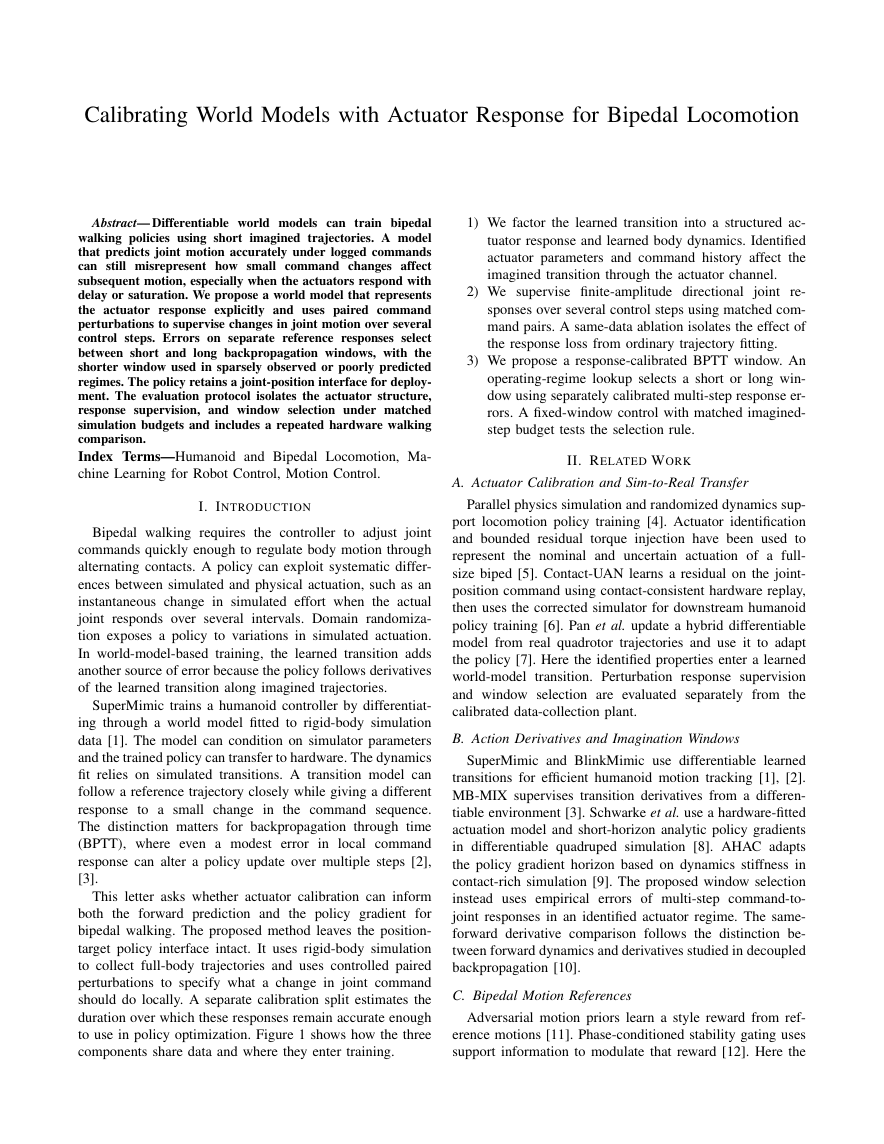 Calibrating World Models with Actuator Response for Bipedal Locomotion
Abstract—Differentiable world models can train bipedal
walking policies using short imagined trajectories. A model
that predicts joint motion accurately under logged commands
can still misrepresent how small command changes affect
subsequent motion, especially when the actuators respond with
delay or saturation. We propose a world model that represents
the actuator response explicitly and uses paired command
perturbations to supervise changes in joint motion over several
control steps. Errors on separate reference responses select
between short and long backpropagation windows, with the
shorter window used in sparsely observed or poorly predicted
regimes. The policy retains a joint-position interface for deploy-
ment. The evaluation protocol isolates the actuator structure,
response supervision, and window selection under matched
simulation budgets and includes a repeated hardware walking
comparison.
Index Terms—Humanoid and Bipedal Locomotion, Ma-
chine Learning for Robot Control, Motion Control.
I. INTRODUCTION
Bipedal walking requires the controller to adjust joint
commands quickly enough to regulate body motion through
alternating contacts. A policy can exploit systematic differ-
ences between simulated and physical actuation, such as an
instantaneous change in simulated effort when the actual
joint responds over several intervals. Domain randomiza-
tion exposes a policy to variations in simulated actuation.
In world-model-based training, the learned transition adds
another source of error because the policy follows derivatives
of the learned transition along imagined trajectories.
SuperMimic trains a humanoid controller by differentiat-
ing through a world model fitted to rigid-body simulation
data [1]. The model can condition on simulator parameters
and the trained policy can transfer to hardware. The dynamics
fit relies on simulated transitions. A transition model can
follow a reference trajectory closely while giving a different
response to a small change in the command sequence.
The distinction matters for backpropagation through time
(BPTT), where even a modest error in local command
response can alter a policy update over multiple steps [2],
[3].
This letter asks whether actuator calibration can inform
both the forward prediction and the policy gradient for
bipedal walking. The proposed method leaves the position-
target policy interface intact. It uses rigid-body simulation
to collect full-body trajectories and uses controlled paired
perturbations to specify what a change in joint command
should do locally. A separate calibration split estimates the
duration over which these responses remain accurate enough
to use in policy optimization. Figure 1 shows how the three
components share data and where they enter training.
1) We factor the learned transition into a structured ac-
tuator response and learned body dynamics. Identified
actuator parameters and command history affect the
imagined transition through the actuator channel.
2) We supervise finite-amplitude directional joint re-
sponses over several control steps using matched com-
mand pairs. A same-data ablation isolates the effect of
the response loss from ordinary trajectory fitting.
3) We propose a response-calibrated BPTT window. An
operating-regime lookup selects a short or long win-
dow using separately calibrated multi-step response er-
rors. A fixed-window control with matched imagined-
step budget tests the selection rule.
II. RELATED WORK
A. Actuator Calibration and Sim-to-Real Transfer
Parallel physics simulation and randomized dynamics sup-
port locomotion policy training [4]. Actuator identification
and bounded residual torque injection have been used to
represent the nominal and uncertain actuation of a full-
size biped [5]. Contact-UAN learns a residual on the joint-
position command using contact-consistent hardware replay,
then uses the corrected simulator for downstream humanoid
policy training [6]. Pan et al. update a hybrid differentiable
model from real quadrotor trajectories and use it to adapt
the policy [7]. Here the identified properties enter a learned
world-model transition. Perturbation response supervision
and window selection are evaluated separately from the
calibrated data-collection plant.
B. Action Derivatives and Imagination Windows
SuperMimic and BlinkMimic use differentiable learned
transitions for efficient humanoid motion tracking [1], [2].
MB-MIX supervises transition derivatives from a differen-
tiable environment [3]. Schwarke et al. use a hardware-fitted
actuation model and short-horizon analytic policy gradients
in differentiable quadruped simulation [8]. AHAC adapts
the policy gradient horizon based on dynamics stiffness in
contact-rich simulation [9]. The proposed window selection
instead uses empirical errors of multi-step command-to-
joint responses in an identified actuator regime. The same-
forward derivative comparison follows the distinction be-
tween forward dynamics and derivatives studied in decoupled
backpropagation [10].
C. Bipedal Motion References
Adversarial motion priors learn a style reward from ref-
erence motions [11]. Phase-conditioned stability gating uses
support information to modulate that reward [12]. Here the